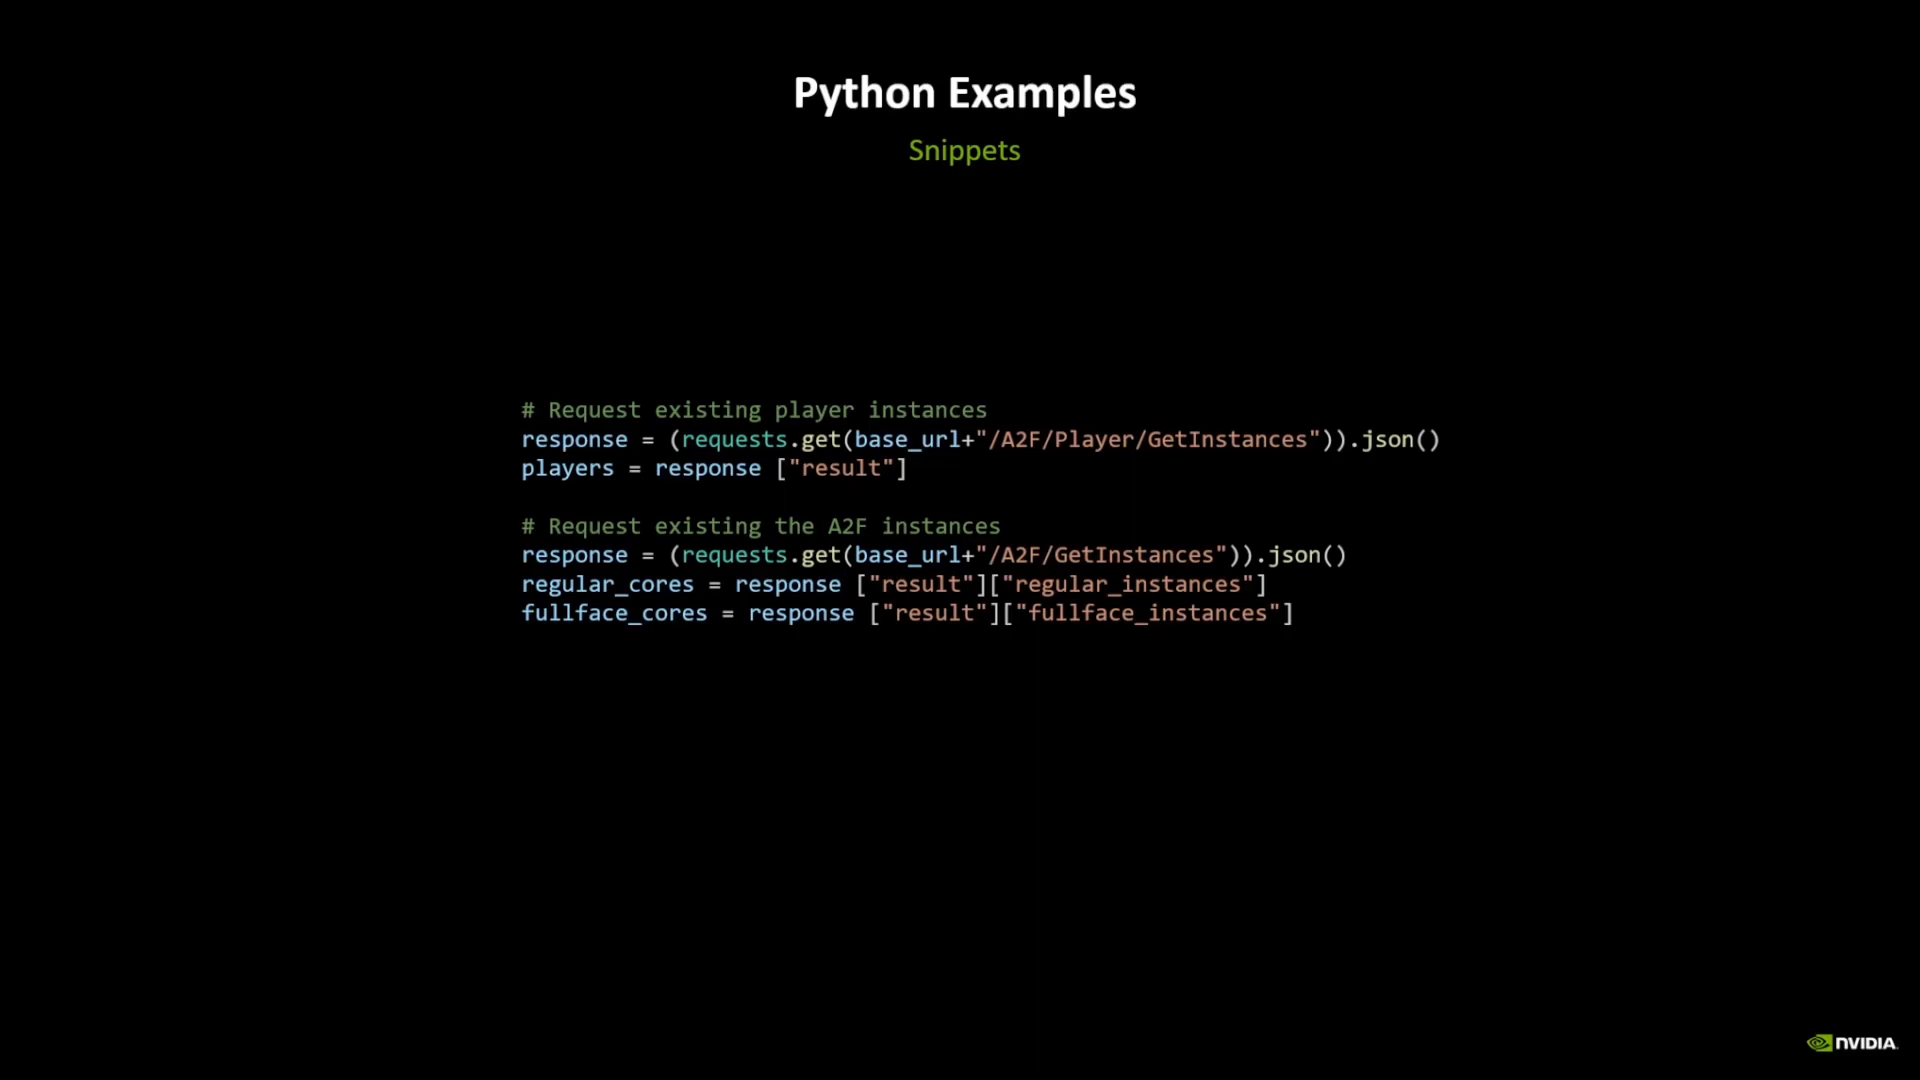 Python Examples
Snippets
# Request existing player instances
response = (requests.get(base_url+"/A2F/Player/GetInstances")).json()
players = response ["result"]
# Request existing the A2F instances
response = (requests.get(base_url+"/A2F/GetInstances")).json()
regular_cores = response ["result"]["regular_instances"]
fullface_cores = response ["result"]["fullface_instances"]
NVIDIA